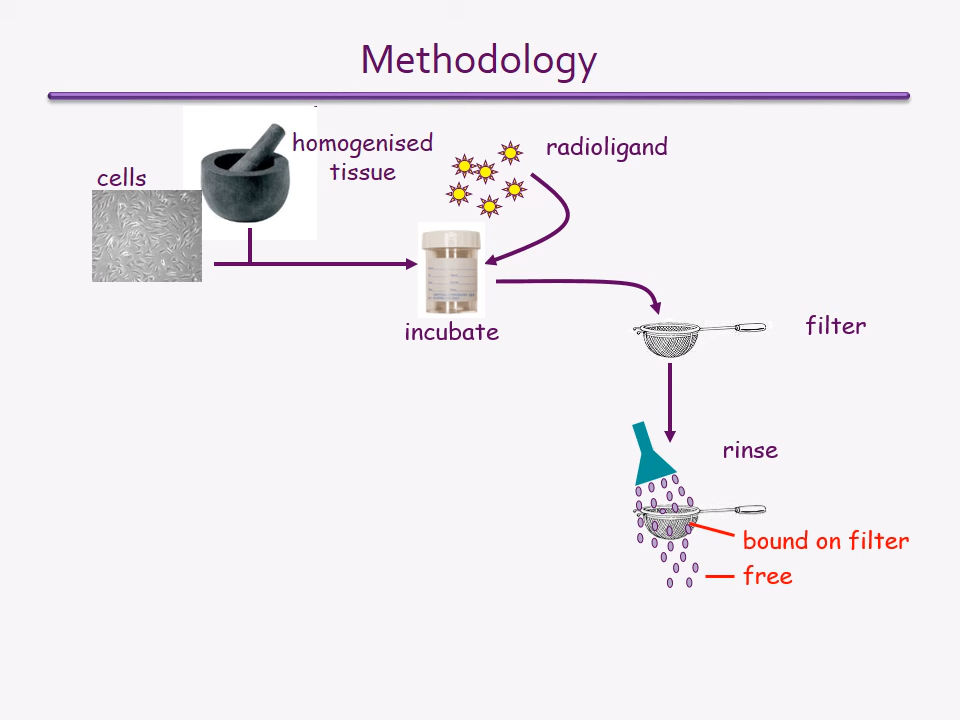 Methodology
homogenised
tissue
radioligand
cells
incubate
filter
rinse
bound on filter
free